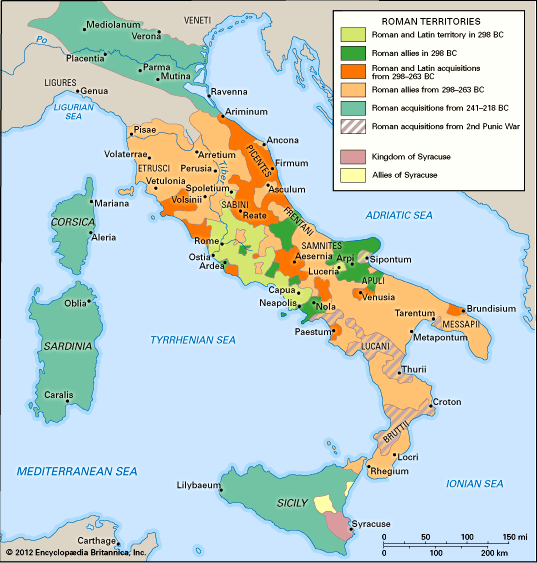 ROMAN TERRITORIES
Roman and Latin territory in 298 BC
Roman allies in 298 BC
Roman and Latin acquisitions
from 298–263 BC
Roman allies from 298–263 BC
Roman acquisitions from 241–218 BC
Roman acquisitions from 2nd Punic War
Kingdom of Syracuse
Allies of Syracuse
VENETI
Mediolanum
Verona
Po
Placentia
Parma
Mutina
LIGURES
Genua
Ravenna
LIGURIAN
SEA
Ariminum
Pisae
Ancona
PICENTES
Volaterrae
Arretium
Firmum
ETRUSCI
Perusia
Tiber
Vetulonia
Asculum
Volsinii
Spoletium
SABINI
Reate
FRENTANI
ADRIATIC SEA
Mariana
CORSICA
Aleria
Rome
SAMNITES
Ostia
Aesernia
Arpi
Sipontum
Ardea
Luceria
APULI
Capua
Venusia
Oblia
Neapolis
Nola
Brundisium
Tarentum
MESSAPII
Paestum
Metapontum
TYRRHENIAN SEA
LUCANI
SARDINIA
Thurii
Caralis
Croton
BRUTTII
Locri
MEDITERRANEAN SEA
Rhegium
Lilybaeum
IONIAN SEA
SICILY
Syracuse
Carthage
0 50 100 150 mi
0 100 200 km
© 2012 Encyclopædia Britannica, Inc.